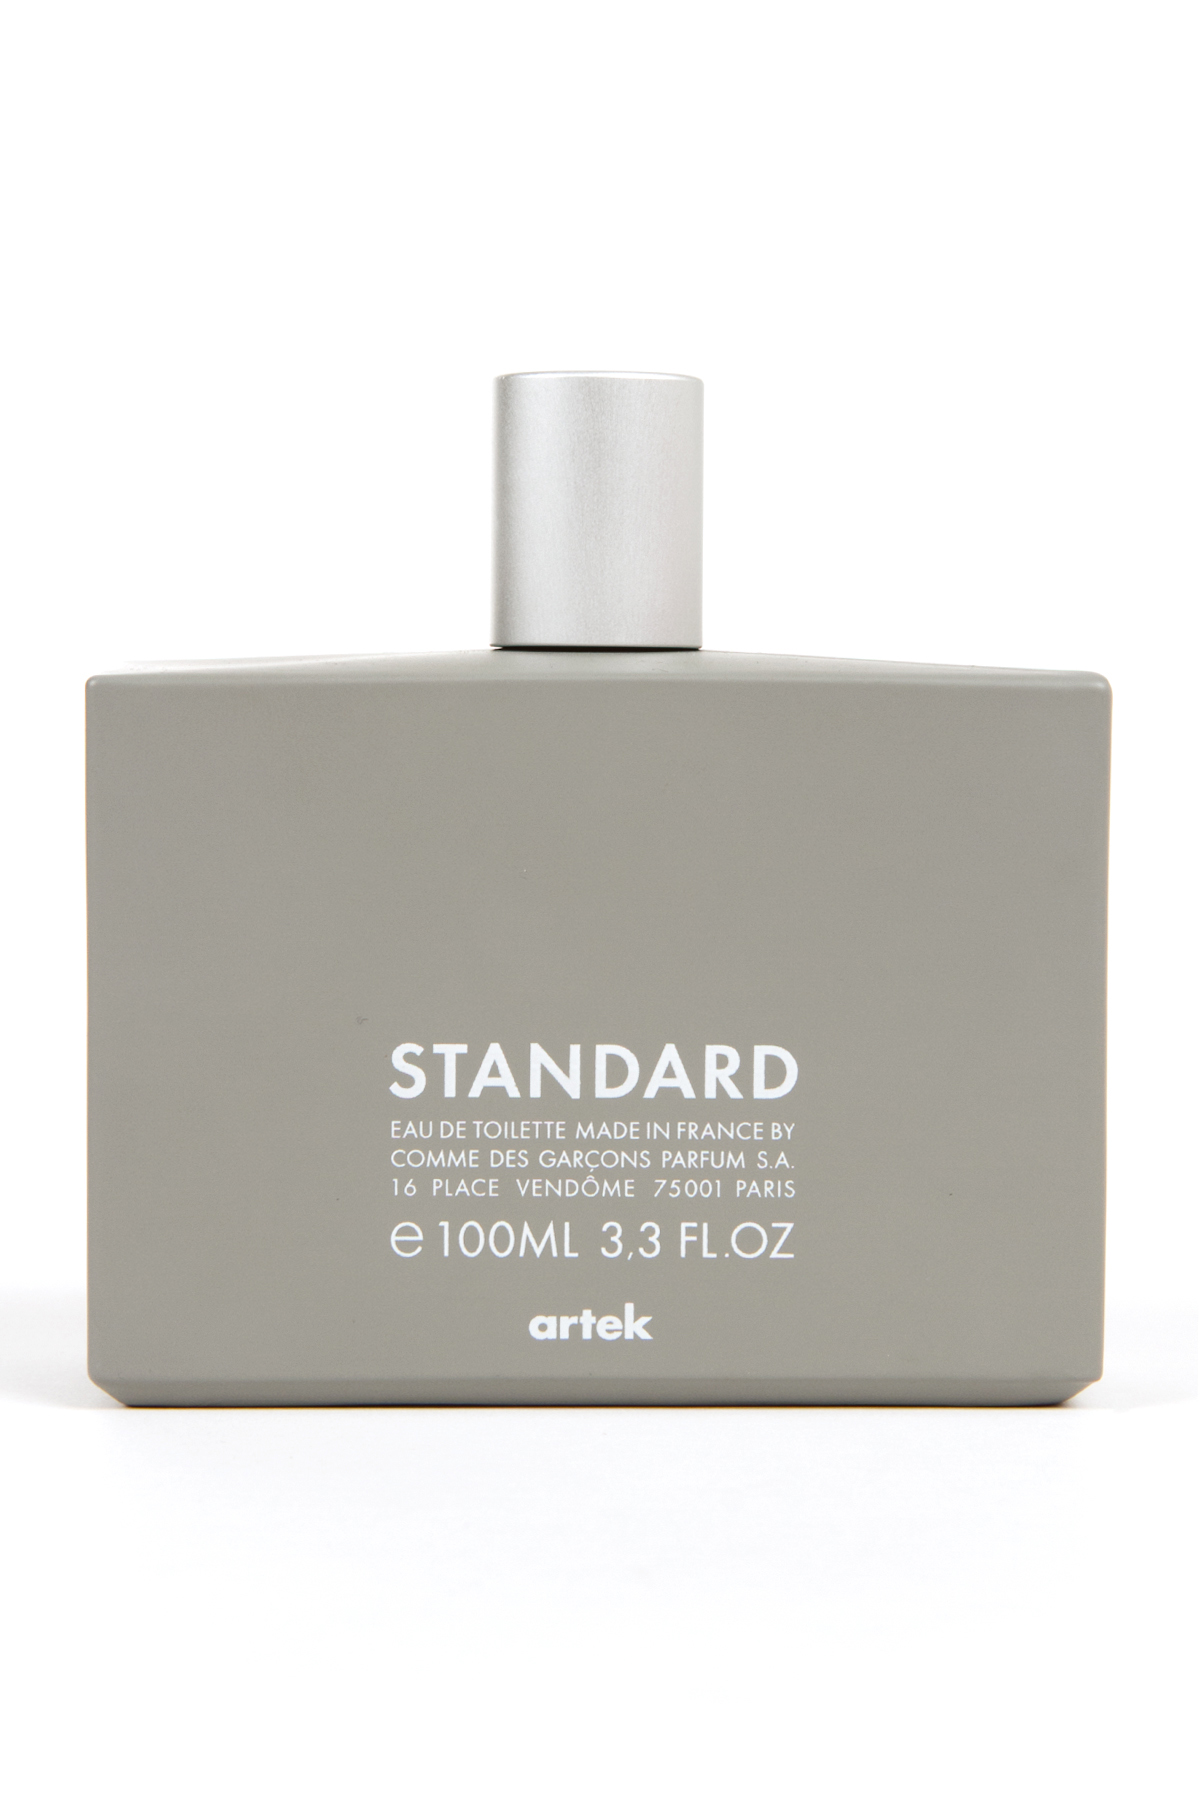 STANDARD
EAU DE TOILETTE MADE IN FRANCE BY
COMME DES GARÇONS PARFUM S.A.
16 PLACE VENDÔME 75001 PARIS
e 100ML 3,3 FL.OZ
artek